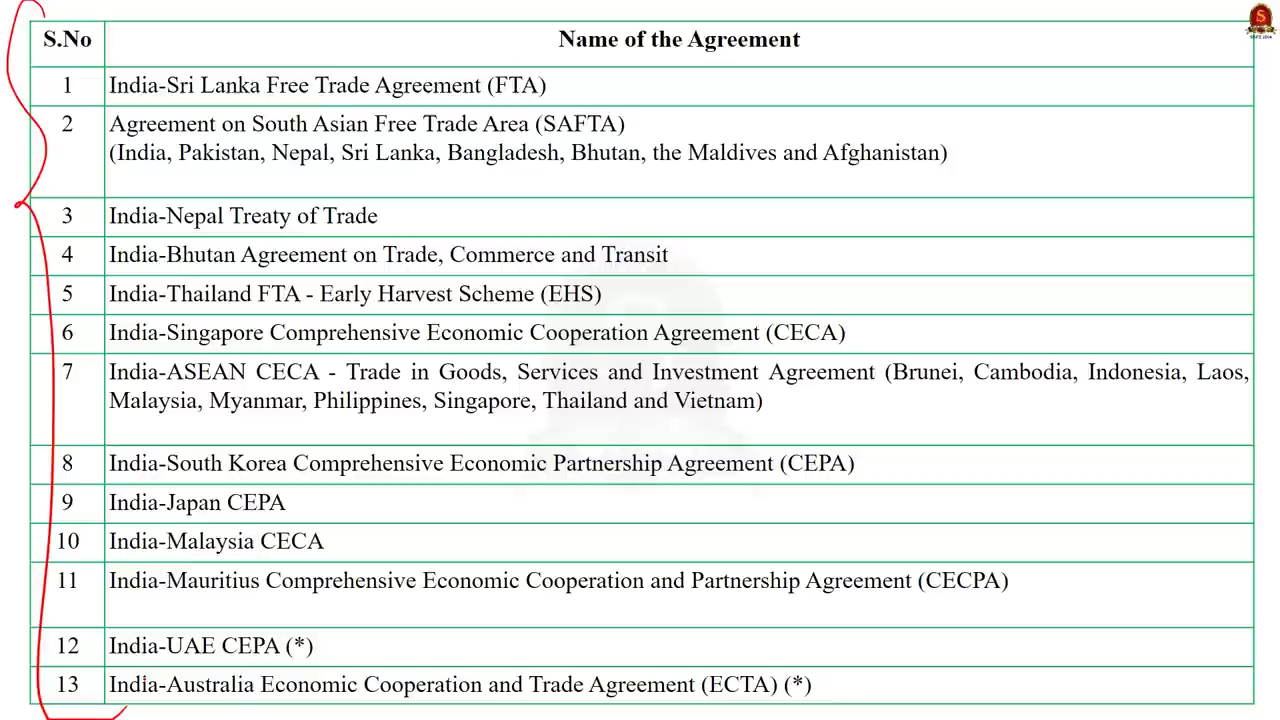 S.No Name of the Agreement
1 India-Sri Lanka Free Trade Agreement (FTA)
2 Agreement on South Asian Free Trade Area (SAFTA)
(India, Pakistan, Nepal, Sri Lanka, Bangladesh, Bhutan, the Maldives and Afghanistan)
3 India-Nepal Treaty of Trade
4 India-Bhutan Agreement on Trade, Commerce and Transit
5 India-Thailand FTA - Early Harvest Scheme (EHS)
6 India-Singapore Comprehensive Economic Cooperation Agreement (CECA)
7 India-ASEAN CECA - Trade in Goods, Services and Investment Agreement (Brunei, Cambodia, Indonesia, Laos,
Malaysia, Myanmar, Philippines, Singapore, Thailand and Vietnam)
8 India-South Korea Comprehensive Economic Partnership Agreement (CEPA)
9 India-Japan CEPA
10 India-Malaysia CECA
11 India-Mauritius Comprehensive Economic Cooperation and Partnership Agreement (CECPA)
12 India-UAE CEPA (*)
13 India-Australia Economic Cooperation and Trade Agreement (ECTA) (*)